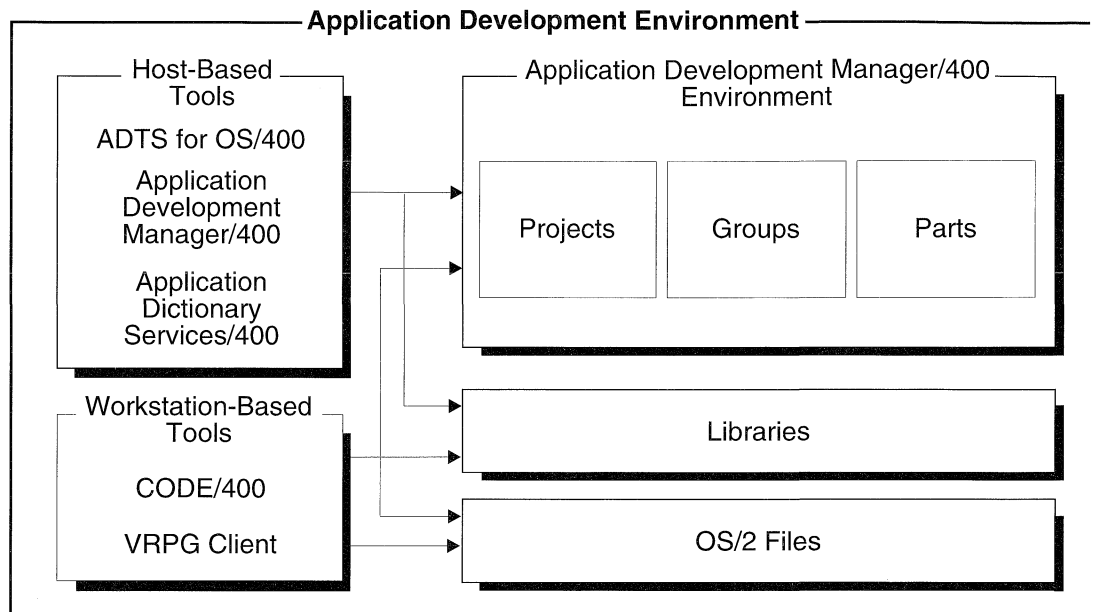 Application Development Environment
Host-Based
Tools
ADTS for OS/400
Application
Development
Manager/400
Application
Dictionary
Services/400
Workstation-Based
Tools
CODE/400
VRPG Client
Application Development Manager/400
Environment
Projects
Groups
Parts
Libraries
OS/2 Files